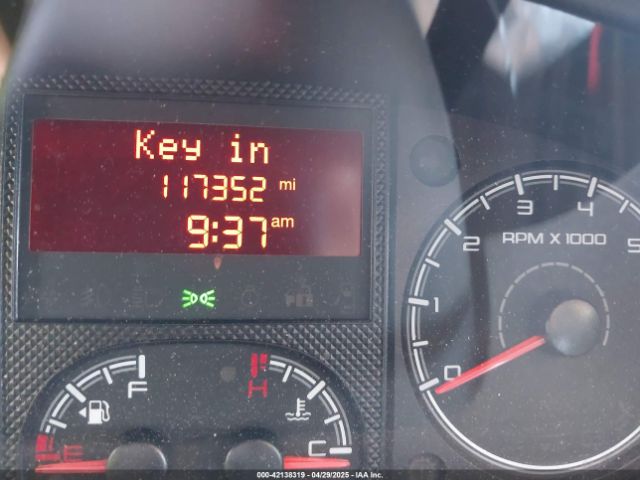 Key in
117352 mi
9:37 am
RPM X 1000
0
1
2
3
4
5
F
E
H
C
000-42138319 - 04/29/2025 - IAA Inc.